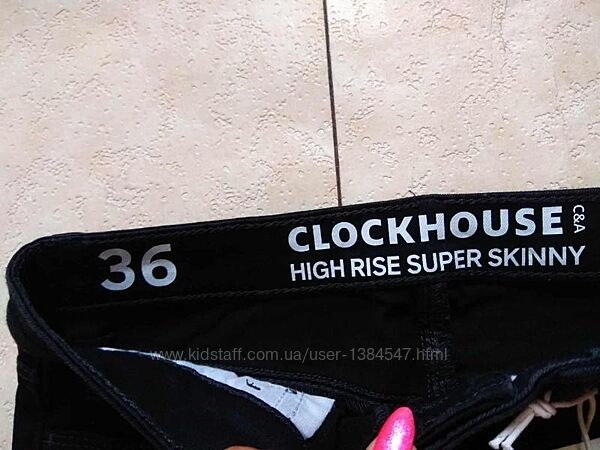 36
CLOCKHOUSE C&A
HIGH RISE SUPER SKINNY
www.kidstaff.com.ua/user-1384547.html